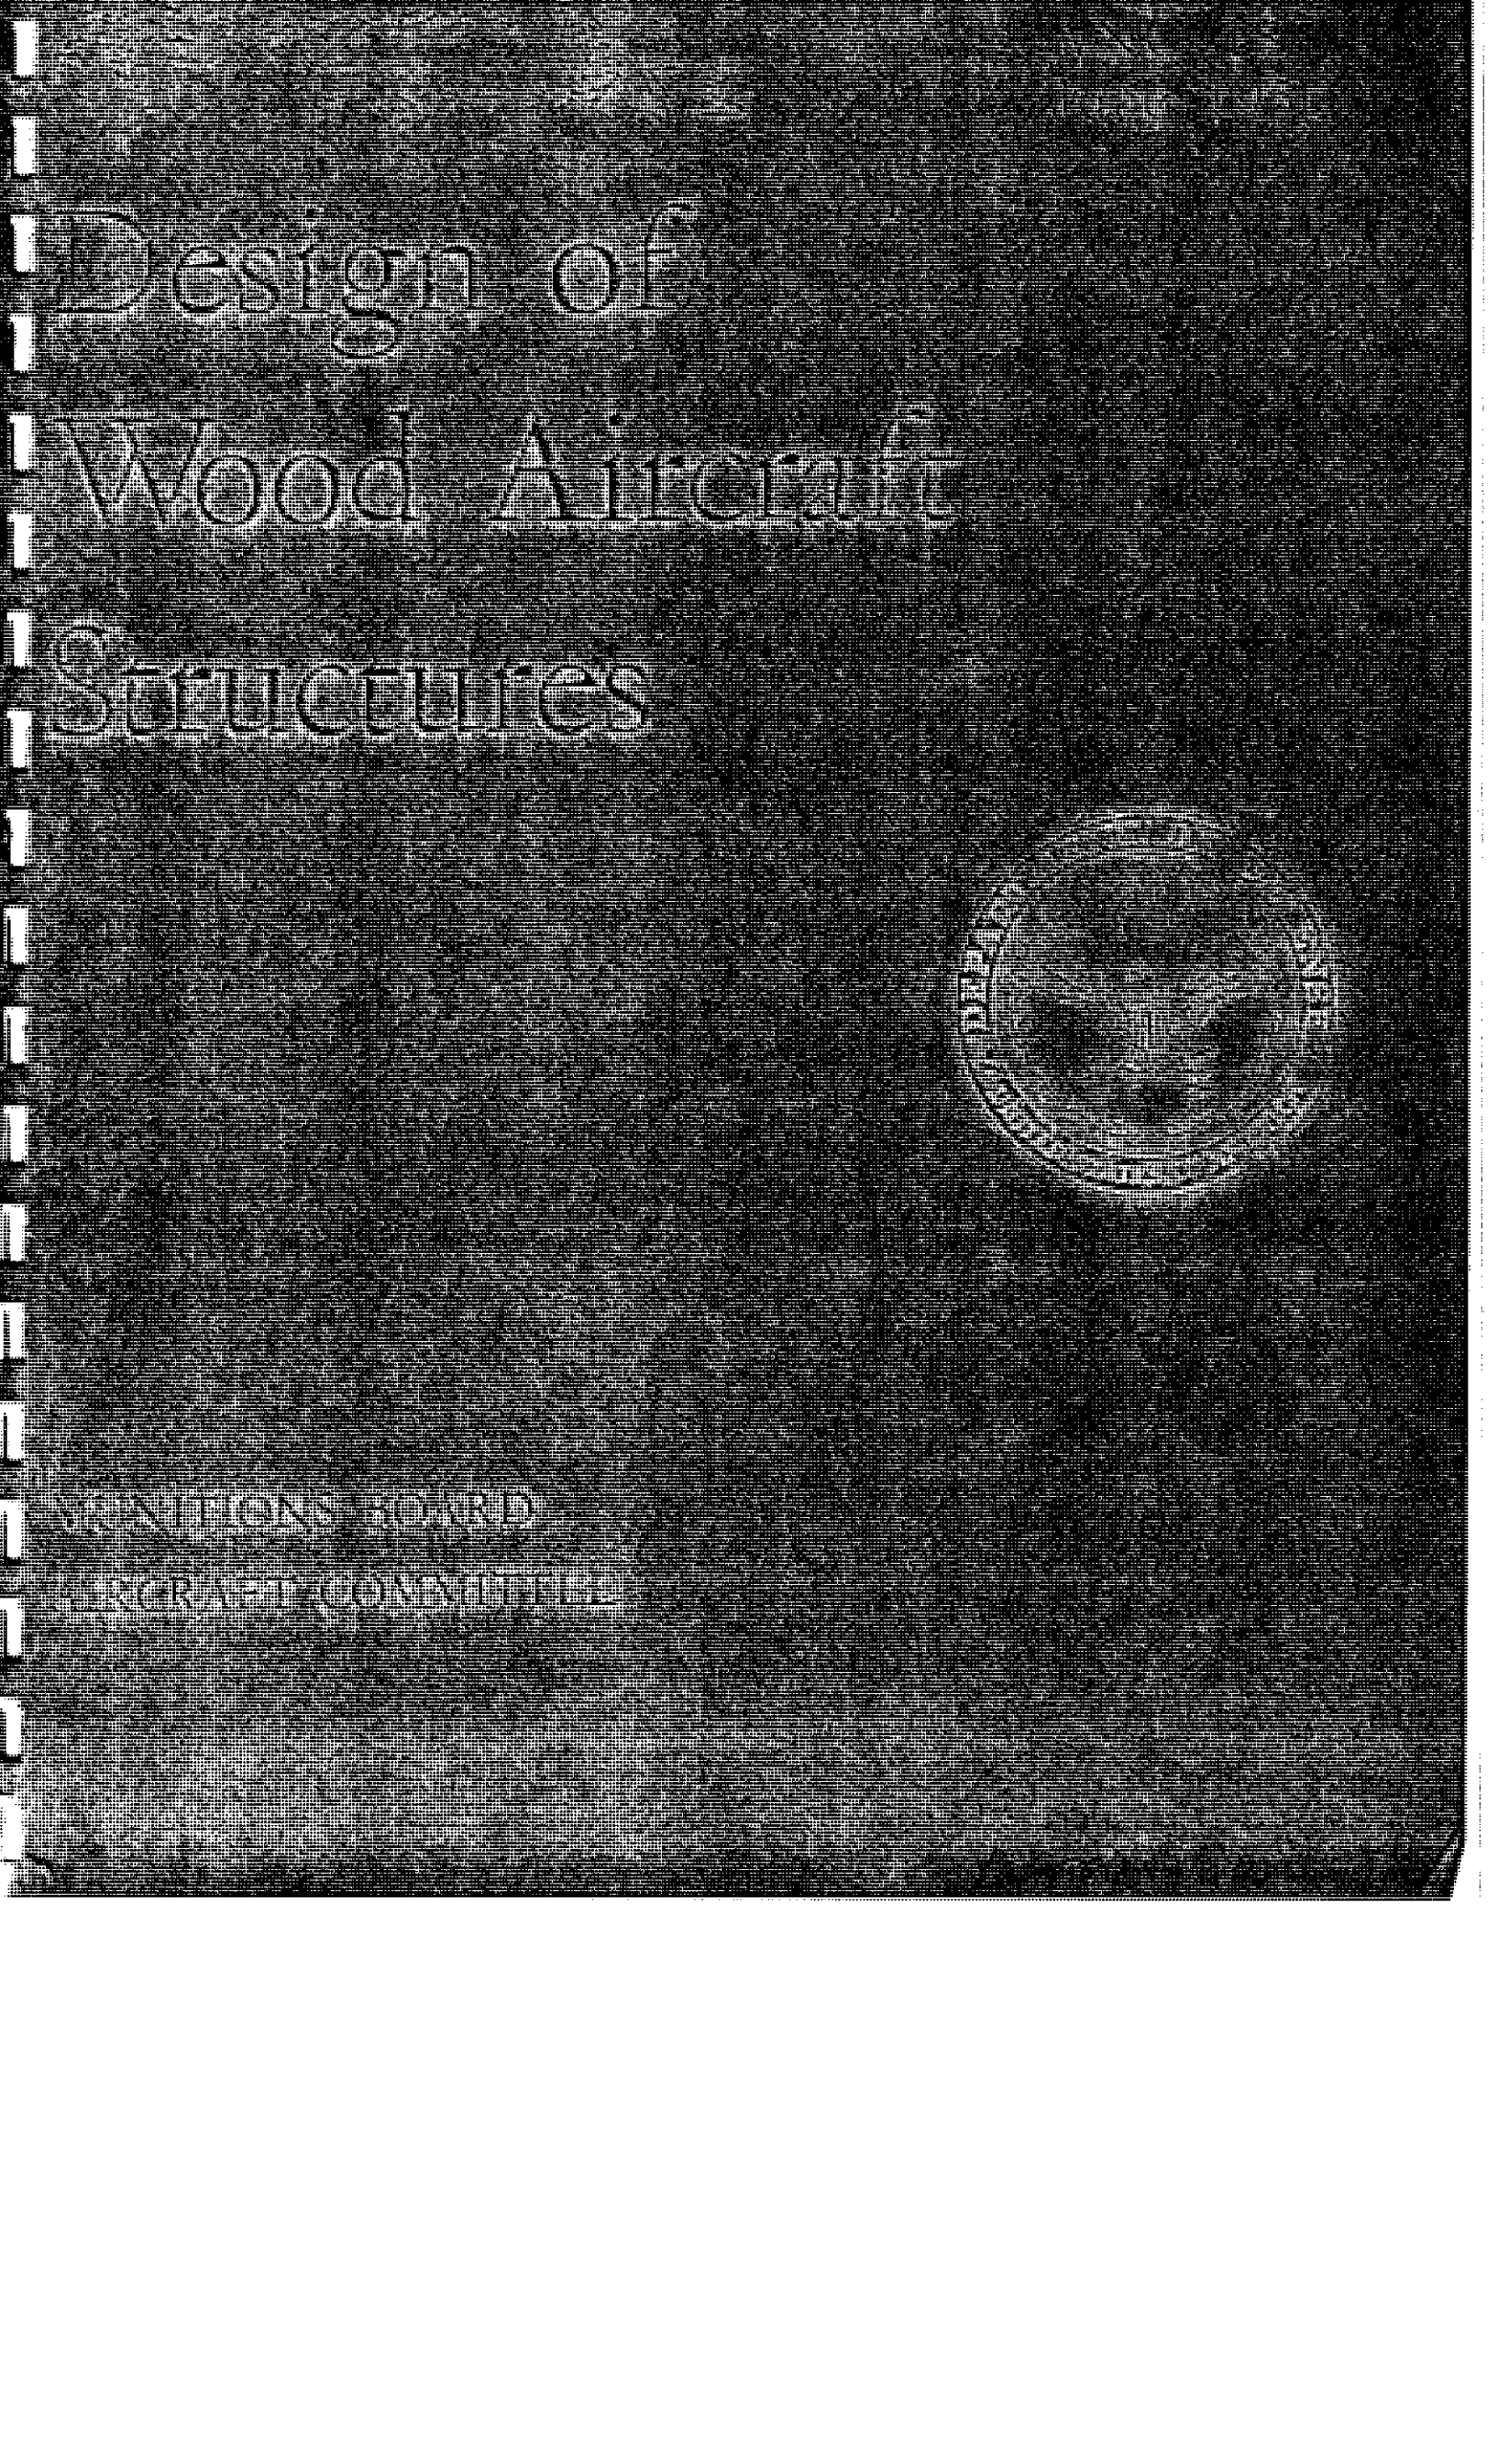 Design of
Wood Aircraft
Structures
MUNITIONS BOARD
AIRCRAFT COMMITTEE